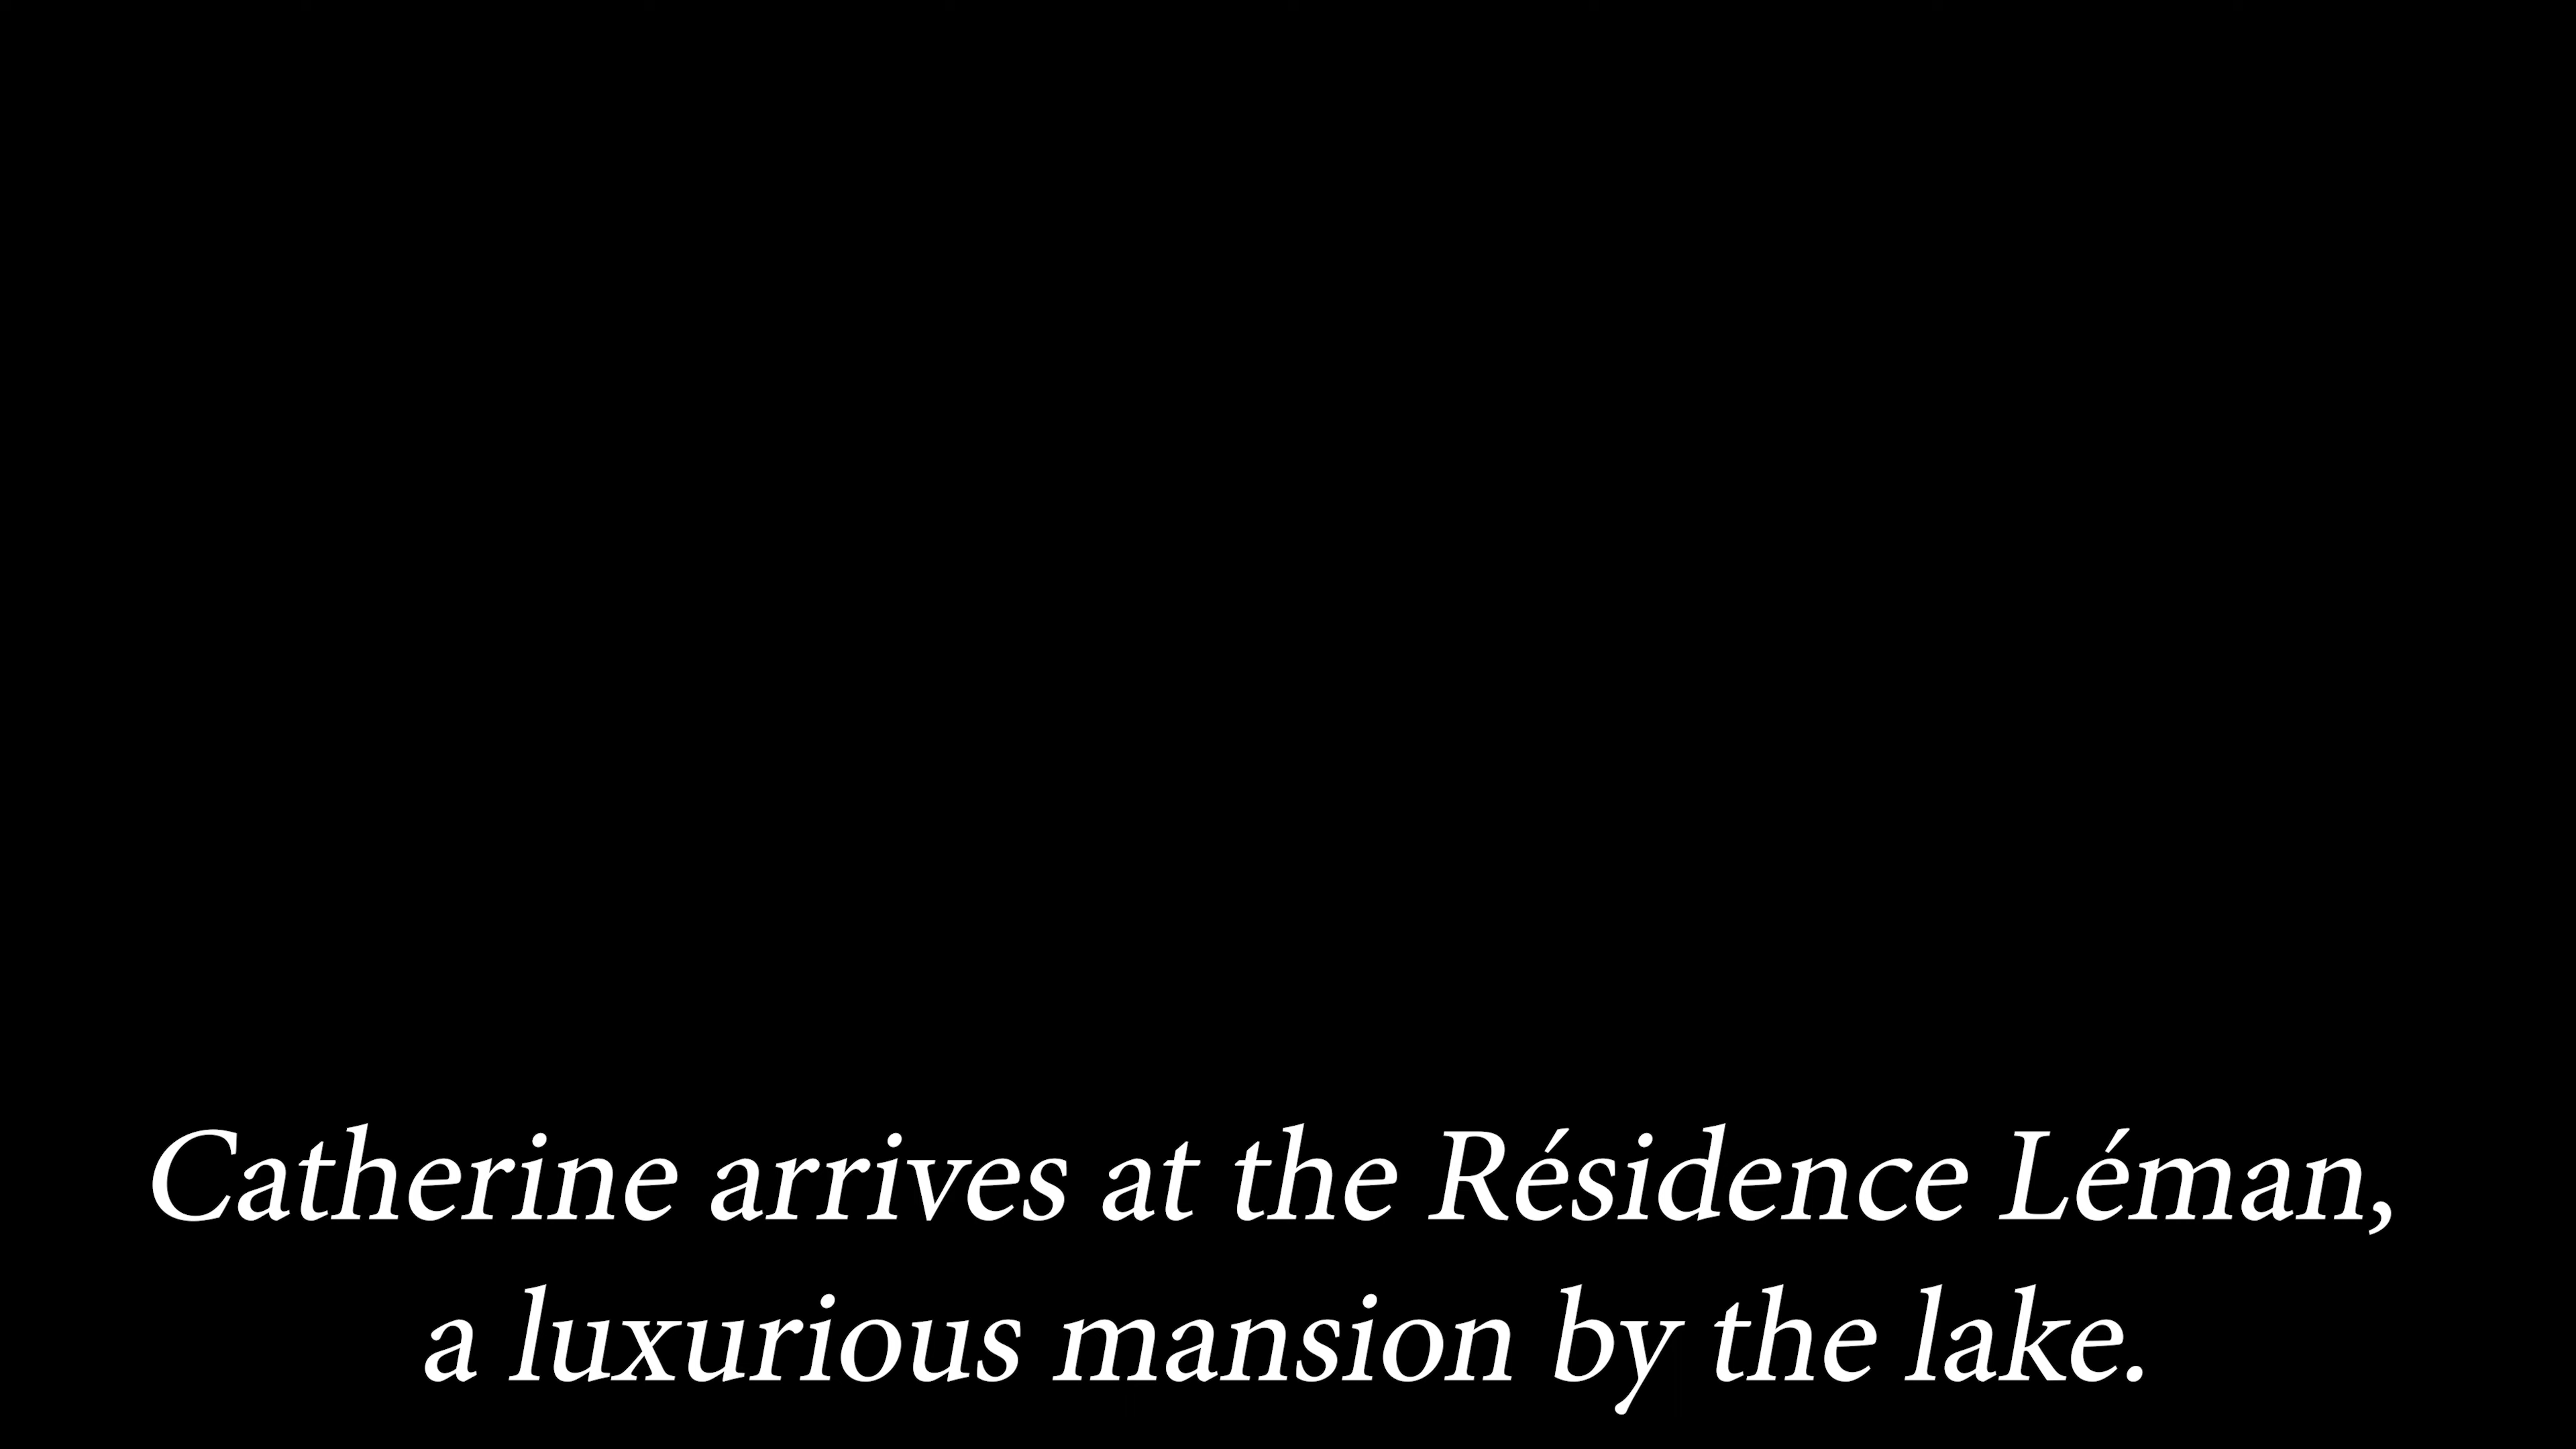 Catherine arrives at the Résidence Léman,
a luxurious mansion by the lake.